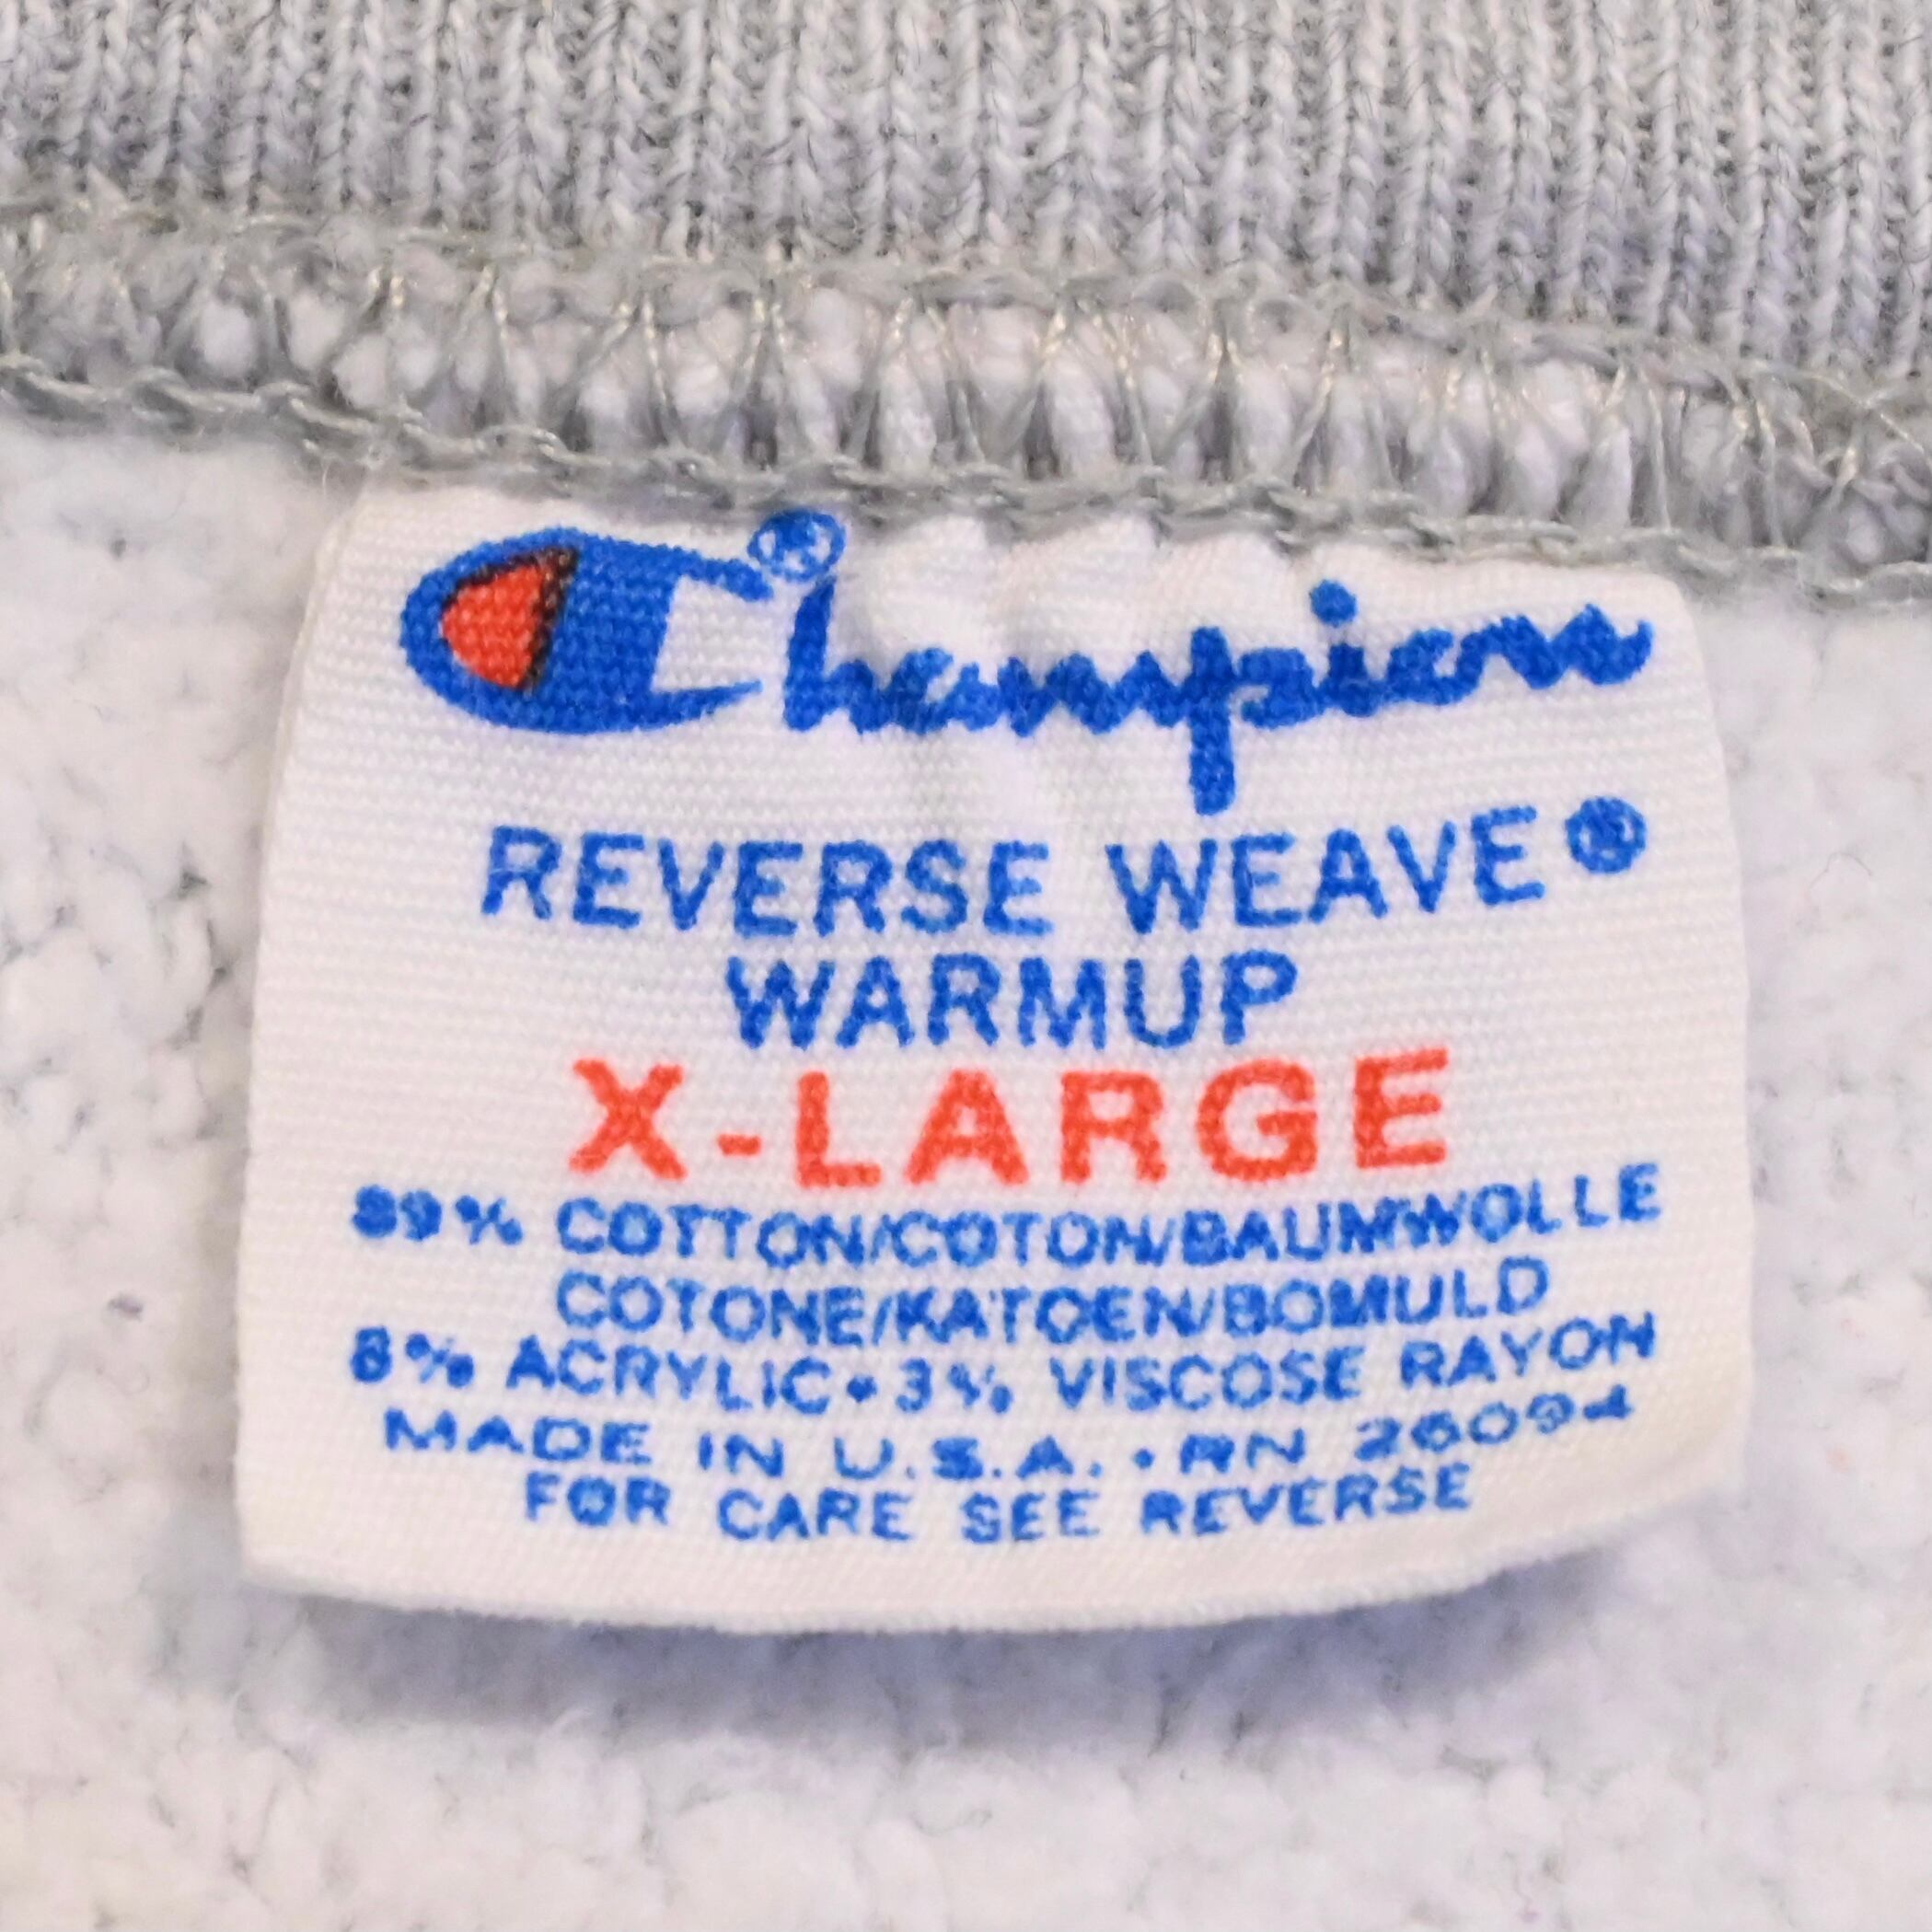 Champion®
REVERSE WEAVE®
WARMUP
X-LARGE
89% COTTON/COTON/BAUMWOLLE
COTONE/KATOEN/BOMULD
8% ACRYLIC • 3% VISCOSE RAYON
MADE IN U.S.A. • RN 26094
FOR CARE SEE REVERSE